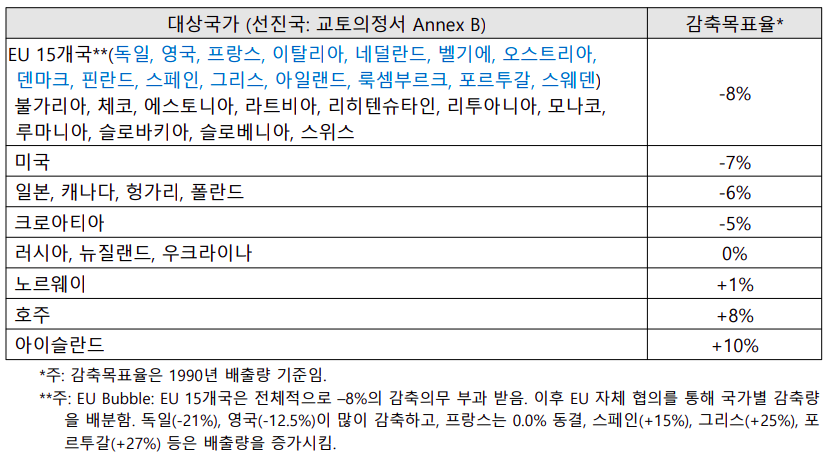 대상국가 (선진국: 교토의정서 Annex B)
감축목표율*
EU 15개국**(독일, 영국, 프랑스, 이탈리아, 네덜란드, 벨기에, 오스트리아,
덴마크, 핀란드, 스페인, 그리스, 아일랜드, 룩셈부르크, 포르투갈, 스웨덴)
불가리아, 체코, 에스토니아, 라트비아, 리히텐슈타인, 리투아니아, 모나코,
루마니아, 슬로바키아, 슬로베니아, 스위스
-8%
미국
-7%
일본, 캐나다, 헝가리, 폴란드
-6%
크로아티아
-5%
러시아, 뉴질랜드, 우크라이나
0%
노르웨이
+1%
호주
+8%
아이슬란드
+10%
*주: 감축목표율은 1990년 배출량 기준임.
**주: EU Bubble: EU 15개국은 전체적으로 –8%의 감축의무 부과 받음. 이후 EU 자체 협의를 통해 국가별 감축량
을 배분함. 독일(-21%), 영국(-12.5%)이 많이 감축하고, 프랑스는 0.0% 동결, 스페인(+15%), 그리스(+25%), 포
르투갈(+27%) 등은 배출량을 증가시킴.